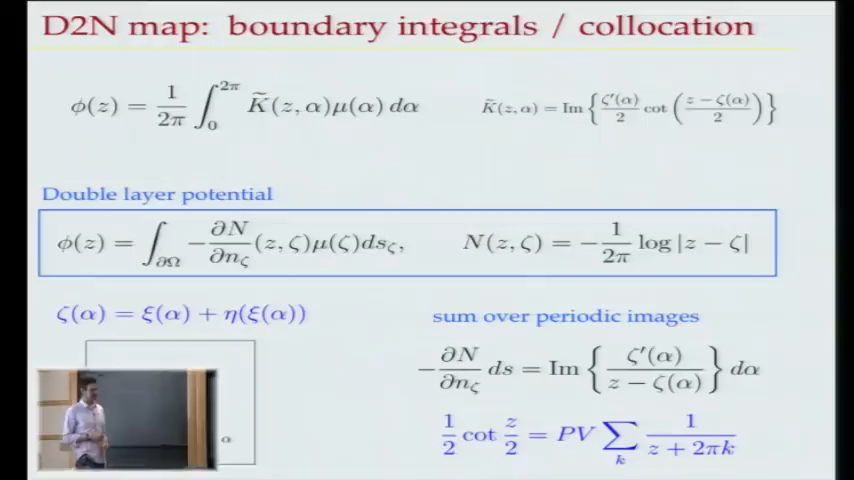 D2N map: boundary integrals / collocation
ϕ(z) = 1/2π ∫_0^{2π} K̃(z, α)μ(α) dα    K̃(z, α) = Im{ζ′(α)/2 cot(z−ζ(α)/2)}
Double layer potential
ϕ(z) = ∫_{∂Ω} −∂N/∂n_ζ (z, ζ)μ(ζ)ds_ζ,    N(z, ζ) = −1/2π log |z − ζ|
ζ(α) = ξ(α) + η(ξ(α))    sum over periodic images
−∂N/∂n_ζ ds = Im{ζ′(α)/z − ζ(α)} dα
α
1/2 cot z/2 = PV ∑_k 1/z + 2πk